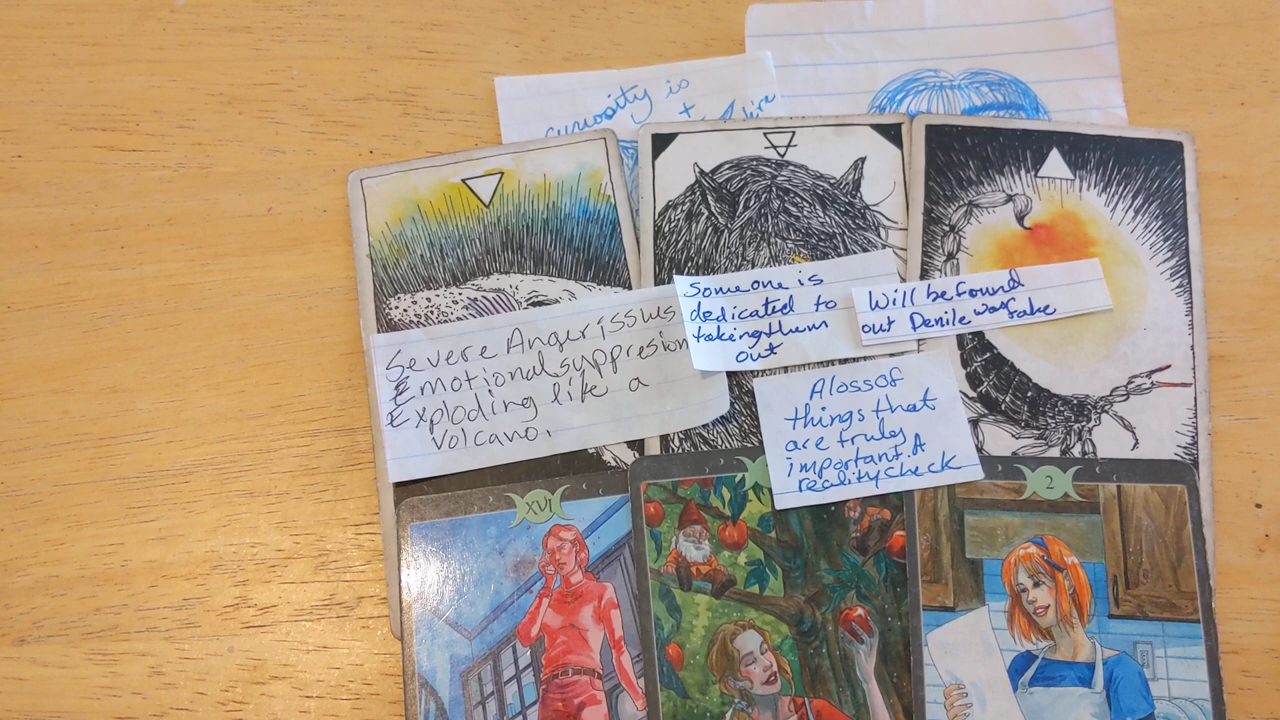 curiosity is
+
Severe Anger issues
Emotional suppresion
Exploding like a
Volcano.
Someone is
dedicated to
taking them
out
Will be found
out Denile was fake
A loss of
things that
are truly
important. A
reality check
XVI
2